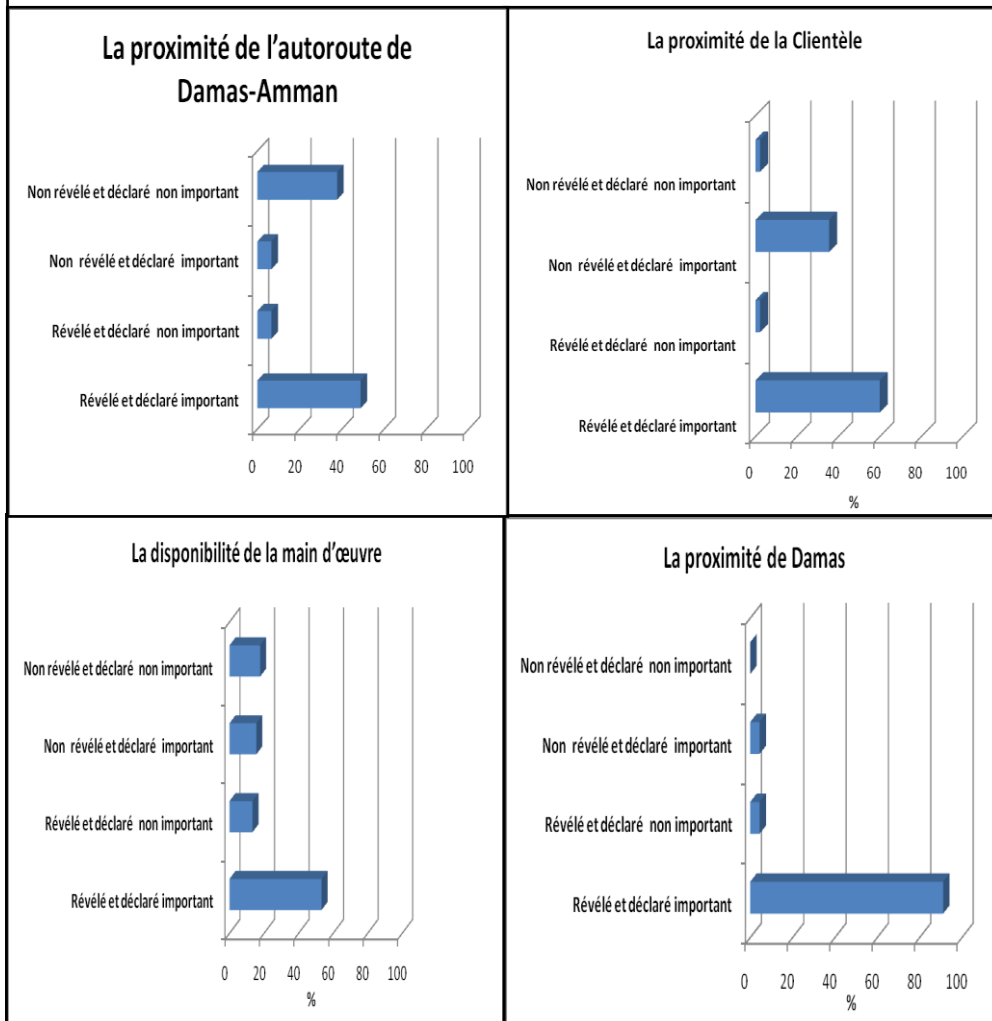 La proximité de l’autoroute de
Damas-Amman
Non révélé et déclaré non important
Non révélé et déclaré important
Révélé et déclaré non important
Révélé et déclaré important
0 20 40 60 80 100
La proximité de la Clientèle
Non révélé et déclaré non important
Non révélé et déclaré important
Révélé et déclaré non important
Révélé et déclaré important
0 20 40 60 80 100
%
La disponibilité de la main d’œuvre
Non révélé et déclaré non important
Non révélé et déclaré important
Révélé et déclaré non important
Révélé et déclaré important
0 20 40 60 80 100
%
La proximité de Damas
Non révélé et déclaré non important
Non révélé et déclaré important
Révélé et déclaré non important
Révélé et déclaré important
0 20 40 60 80 100
%